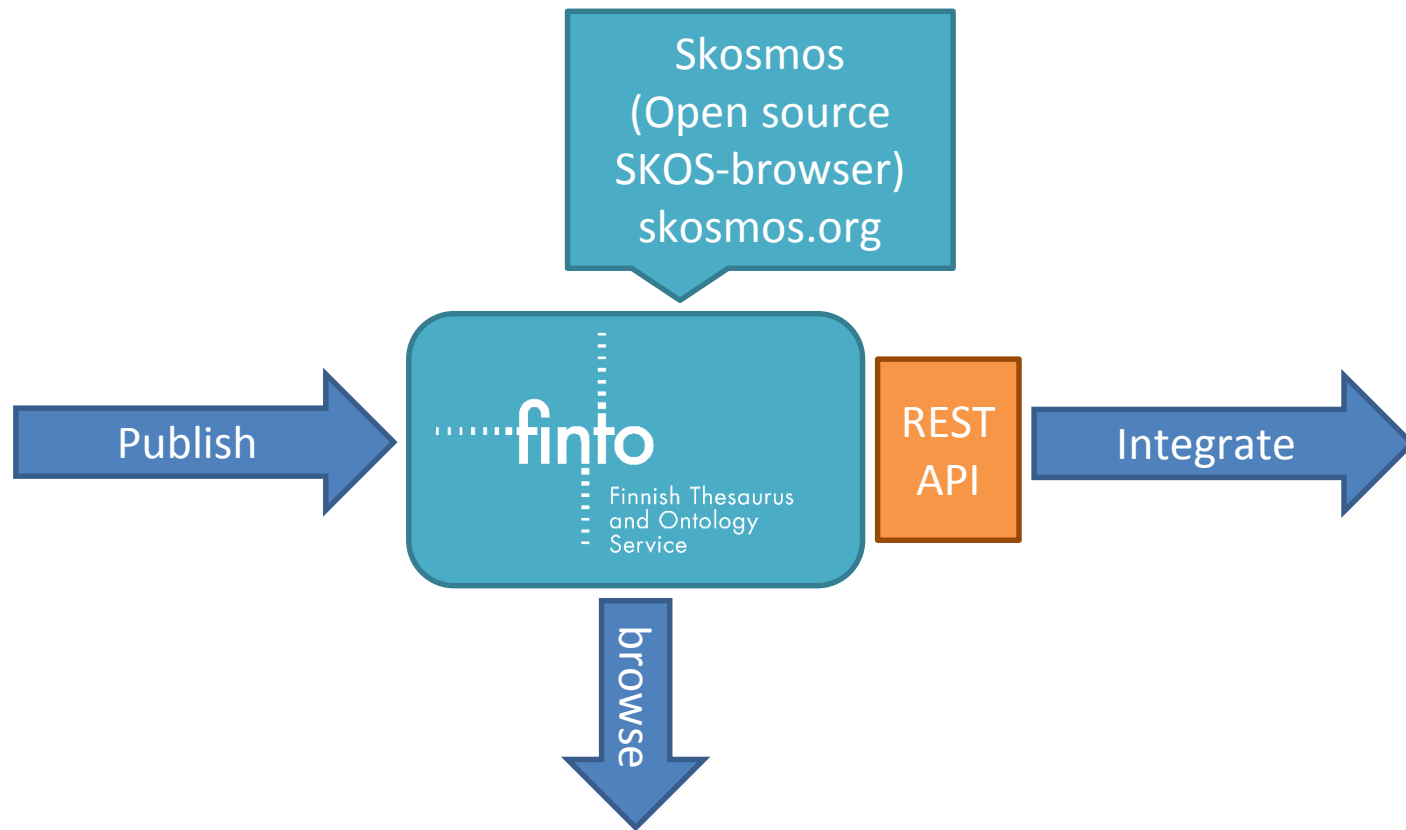 Skosmos
(Open source
SKOS-browser)
skosmos.org
Publish
finto
Finnish Thesaurus
and Ontology
Service
REST
API
Integrate
browse